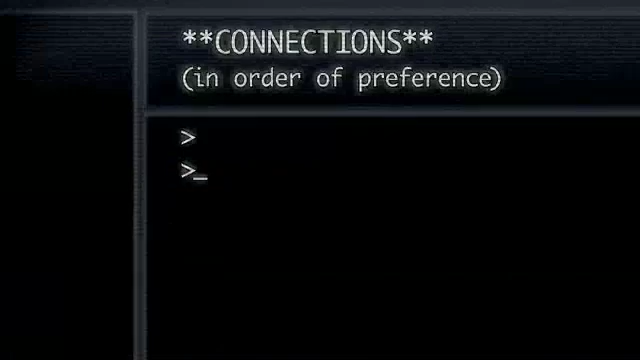 **CONNECTIONS**
(in order of preference)
>
>_